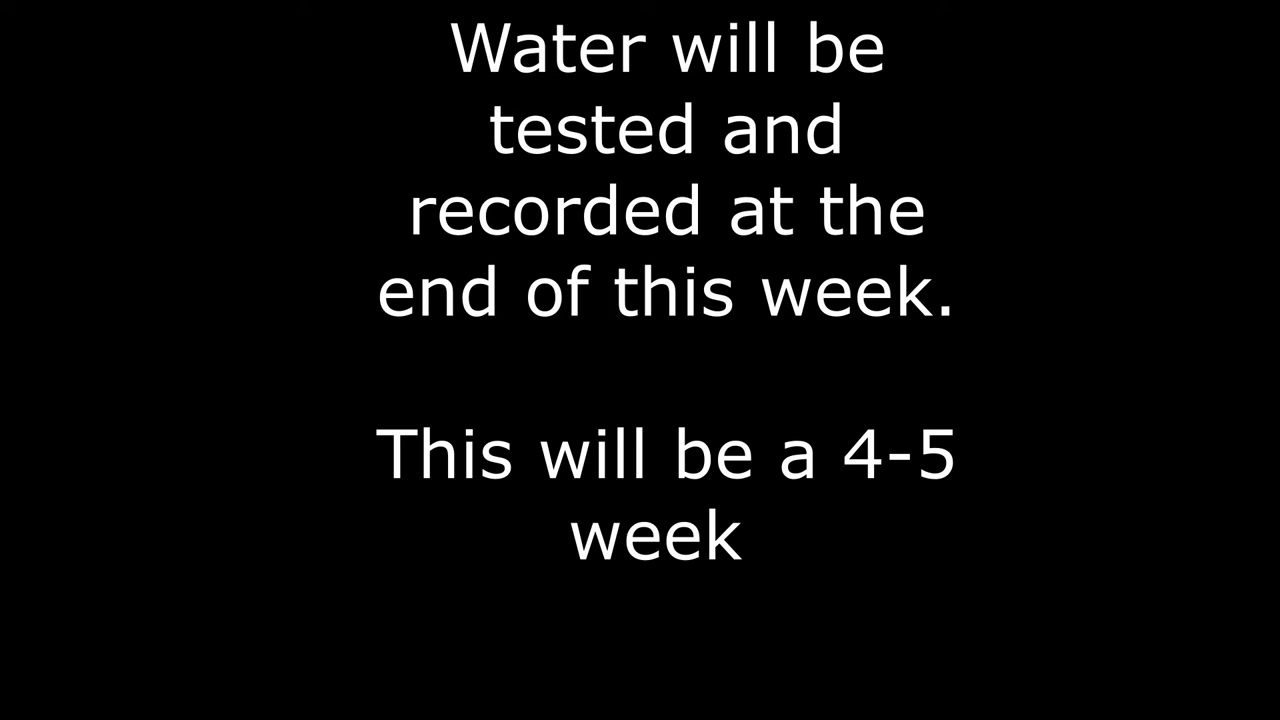 Water will be
tested and
recorded at the
end of this week.
This will be a 4-5
week